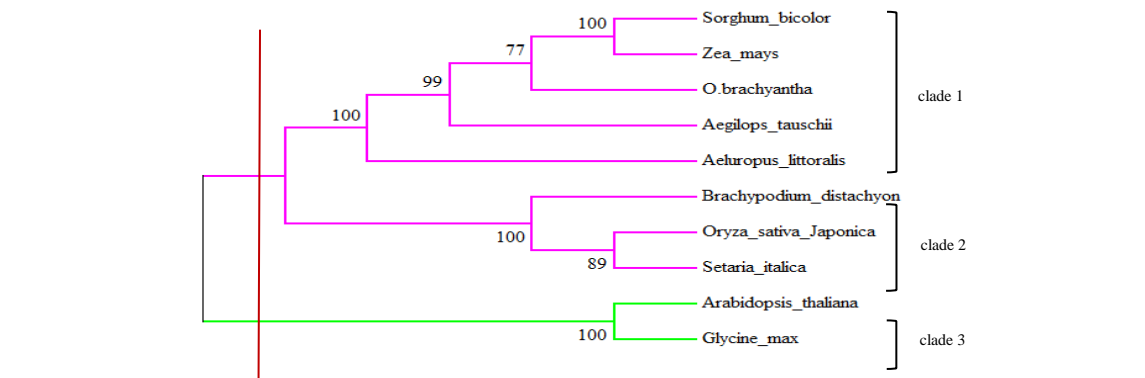 Sorghum_bicolor
100
Zea_mays
77
O.brachyantha
99
clade 1
Aegilops_tauschii
100
Aeluropus_littoralis
Brachypodium_distachyon
Oryza_sativa_Japonica
100
clade 2
89
Setaria_italica
Arabidopsis_thaliana
100
Glycine_max
clade 3